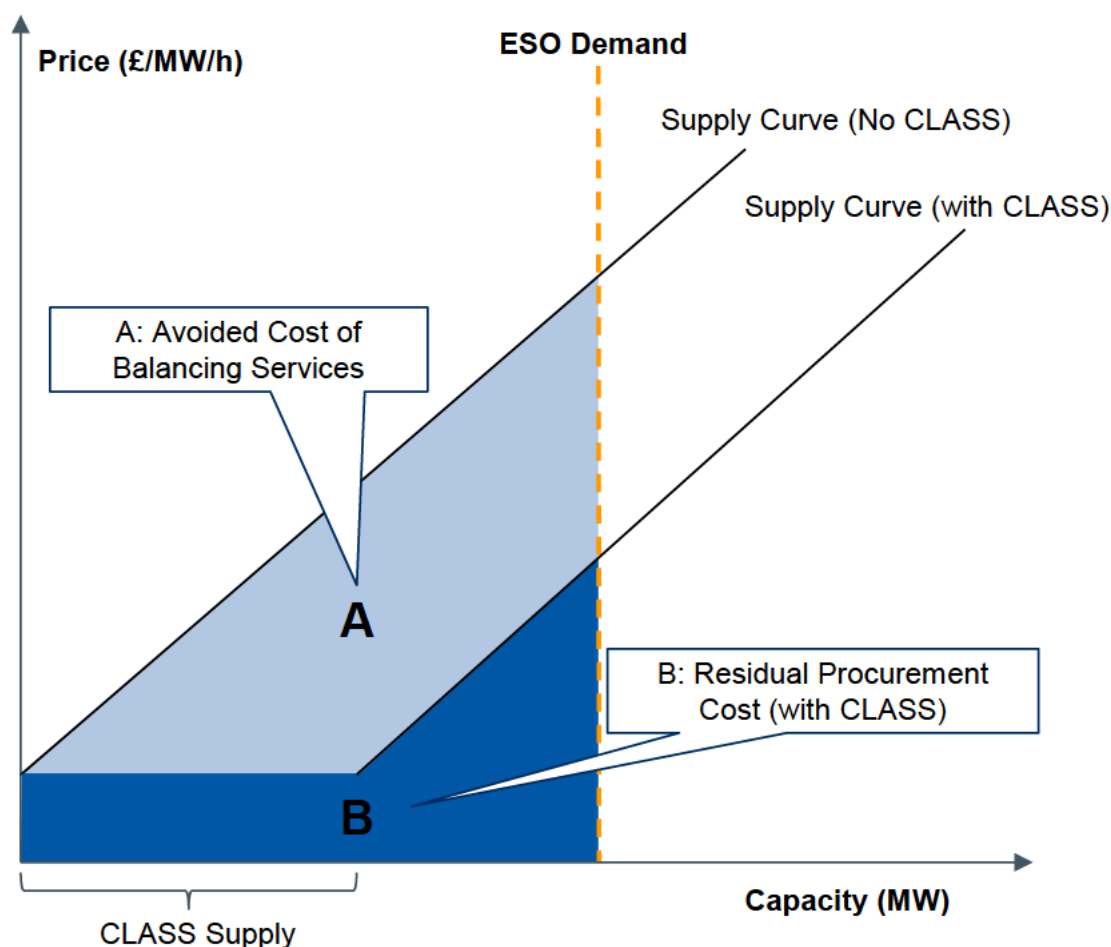 ESO Demand
Price (£/MW/h)
Supply Curve (No CLASS)
Supply Curve (with CLASS)
A: Avoided Cost of
Balancing Services
A
B: Residual Procurement
Cost (with CLASS)
B
Capacity (MW)
CLASS Supply